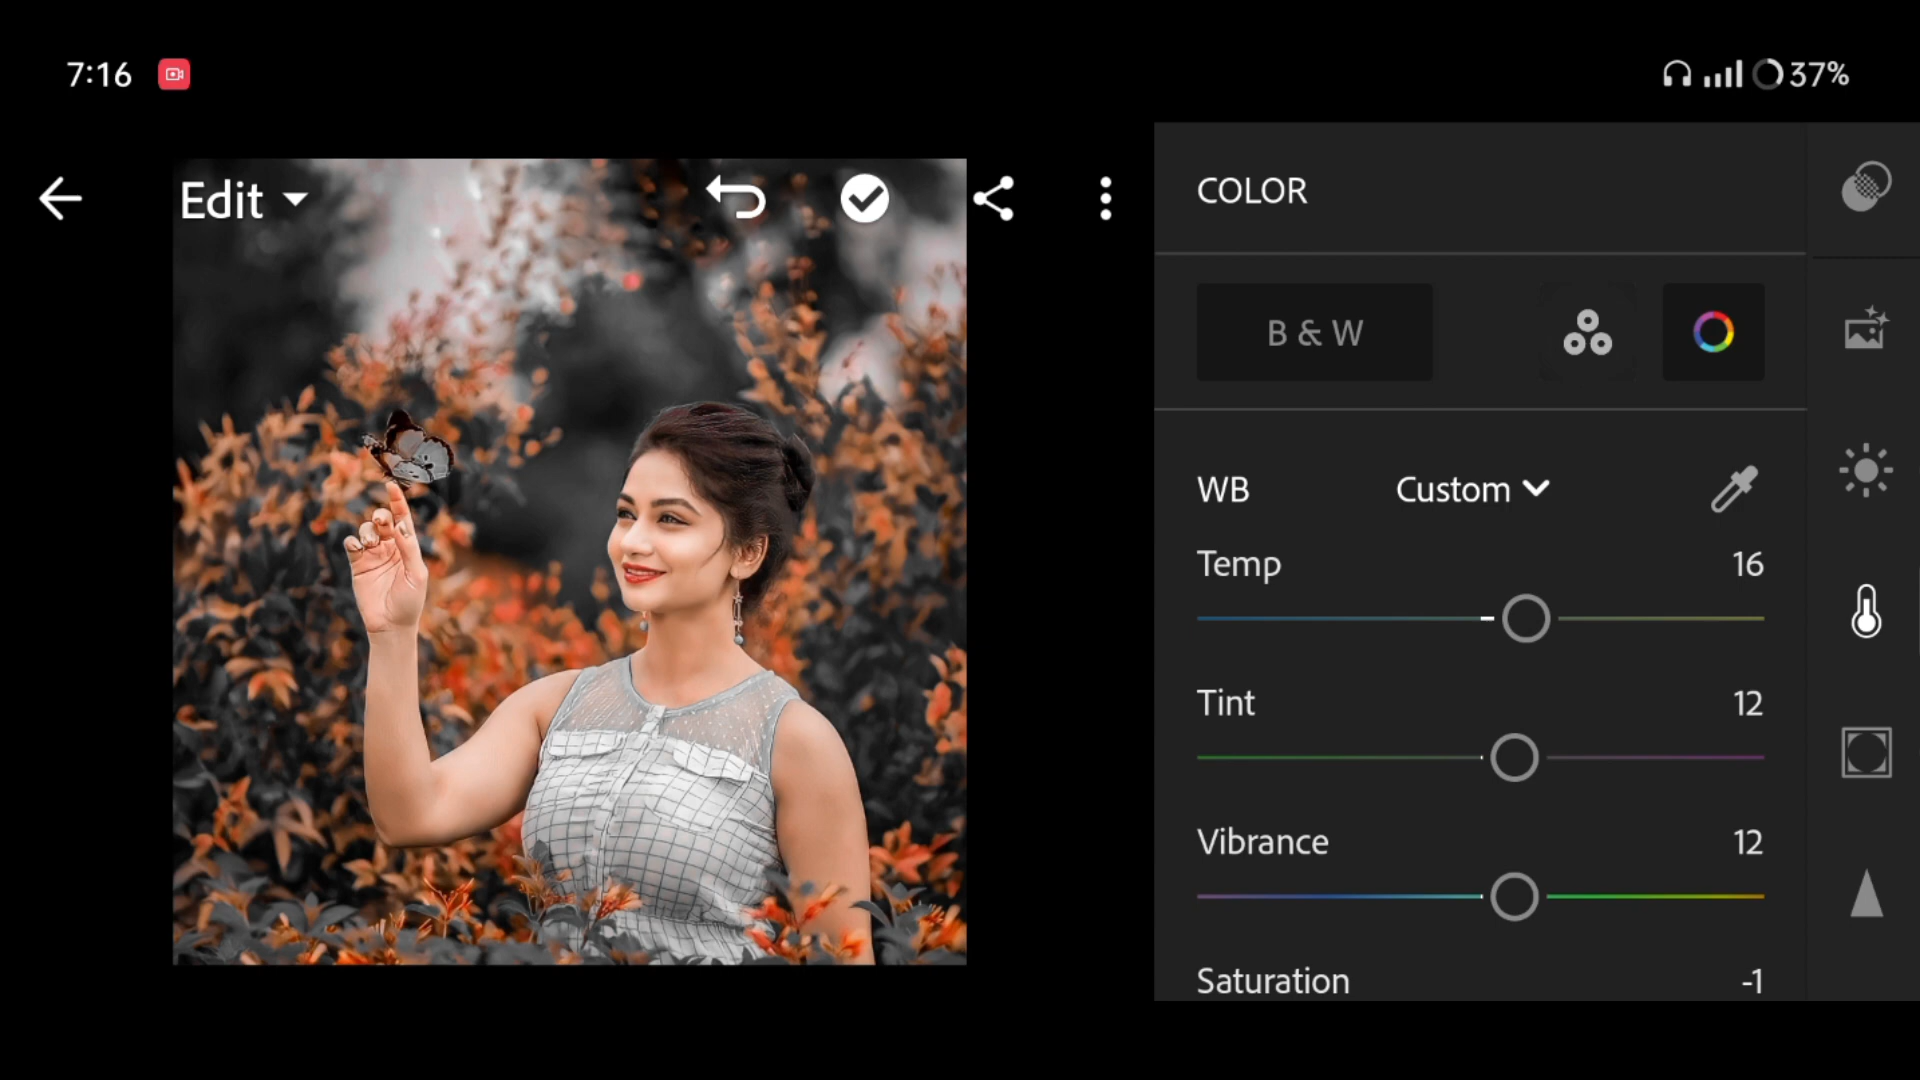 7:16
37%
Edit
COLOR
B & W
WB Custom
Temp 16
Tint 12
Vibrance 12
Saturation -1